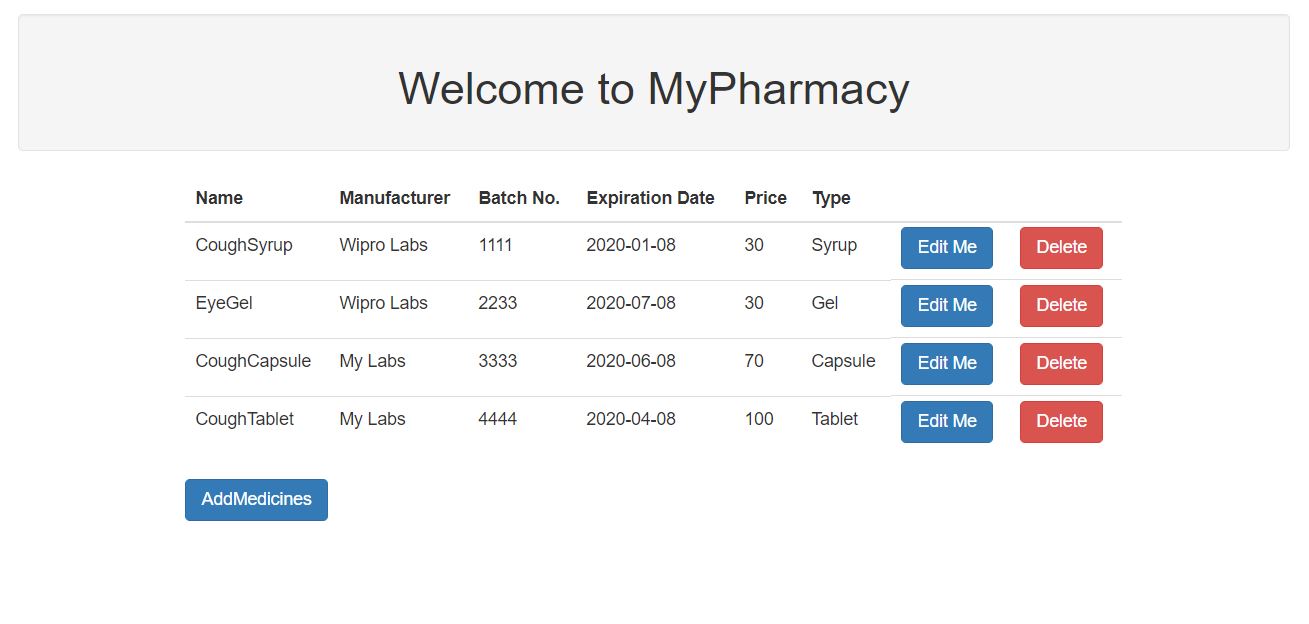 Welcome to MyPharmacy
Name Manufacturer Batch No. Expiration Date Price Type
CoughSyrup Wipro Labs 1111 2020-01-08 30 Syrup Edit Me Delete
EyeGel Wipro Labs 2233 2020-07-08 30 Gel Edit Me Delete
CoughCapsule My Labs 3333 2020-06-08 70 Capsule Edit Me Delete
CoughTablet My Labs 4444 2020-04-08 100 Tablet Edit Me Delete
AddMedicines